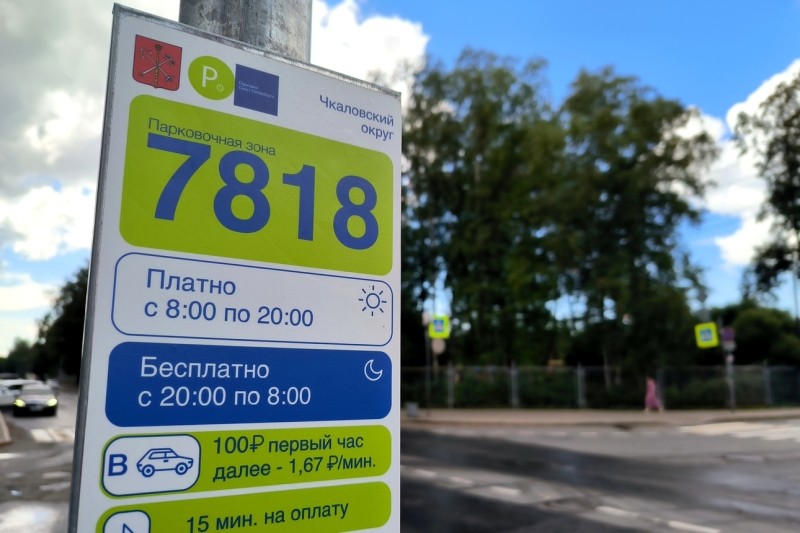 P
Чкаловский
округ
Парковочная зона
7818
Платно
с 8:00 по 20:00
Бесплатно
с 20:00 по 8:00
В
100₽ первый час
далее - 1,67 ₽/мин.
15 мин. на оплату